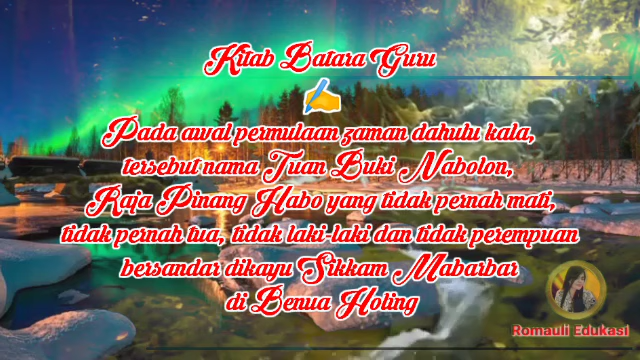 Kitab Batara Guru
Pada awal permulaan zaman dahulu kala,
tersebut nama Tuan Buki Nabolon,
Raja Pinang Habo yang tidak pernah mati,
tidak pernah tua, tidak laki-laki dan tidak perempuan
bersandar dikayu Sikkam Mabarbar
di Benua Holing
Romauli Edukasi